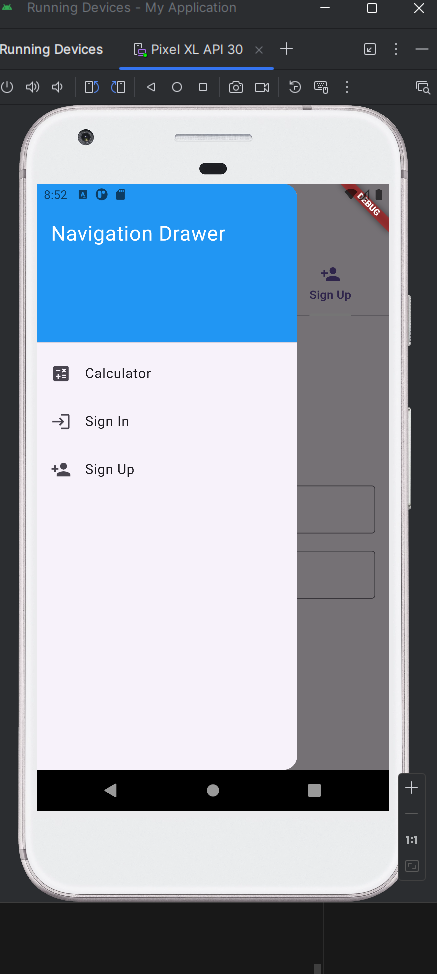 Running Devices - My Application
Running Devices
Pixel XL API 30
8:52
DEBUG
Navigation Drawer
Sign Up
Calculator
Sign In
Sign Up
1:1